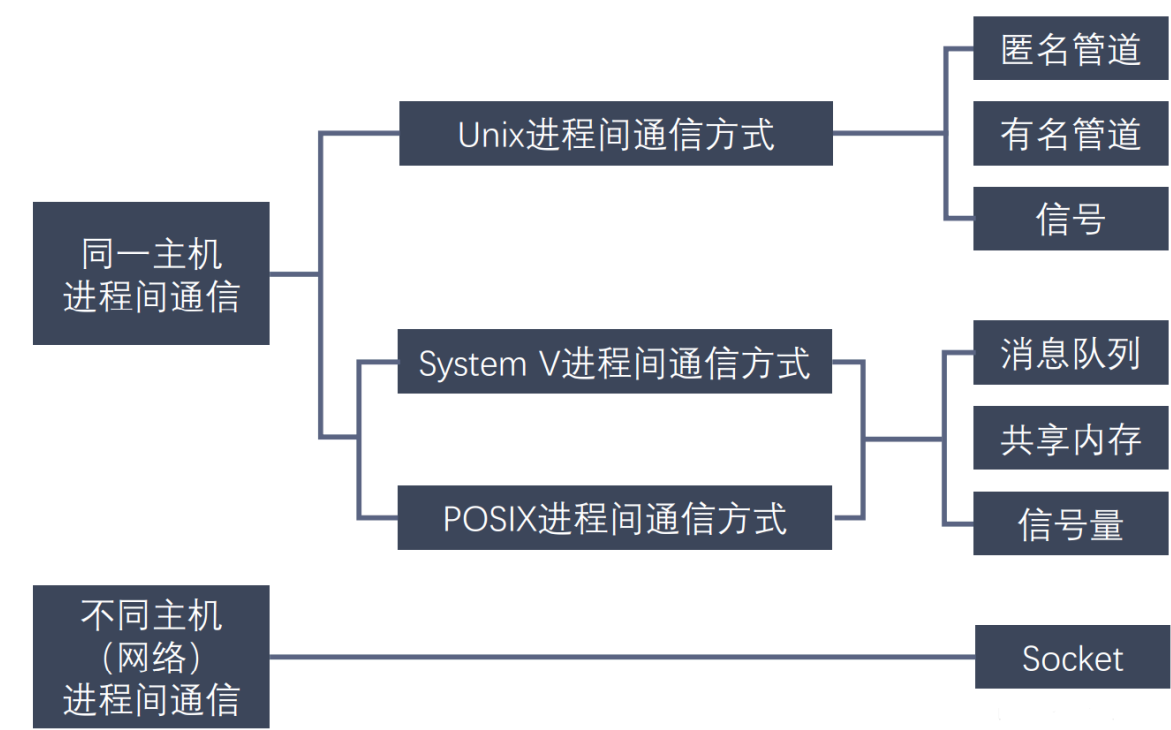 匿名管道
Unix进程间通信方式
有名管道
信号
同一主机
进程间通信
System V进程间通信方式
消息队列
共享内存
POSIX进程间通信方式
信号量
不同主机
（网络）
进程间通信
Socket